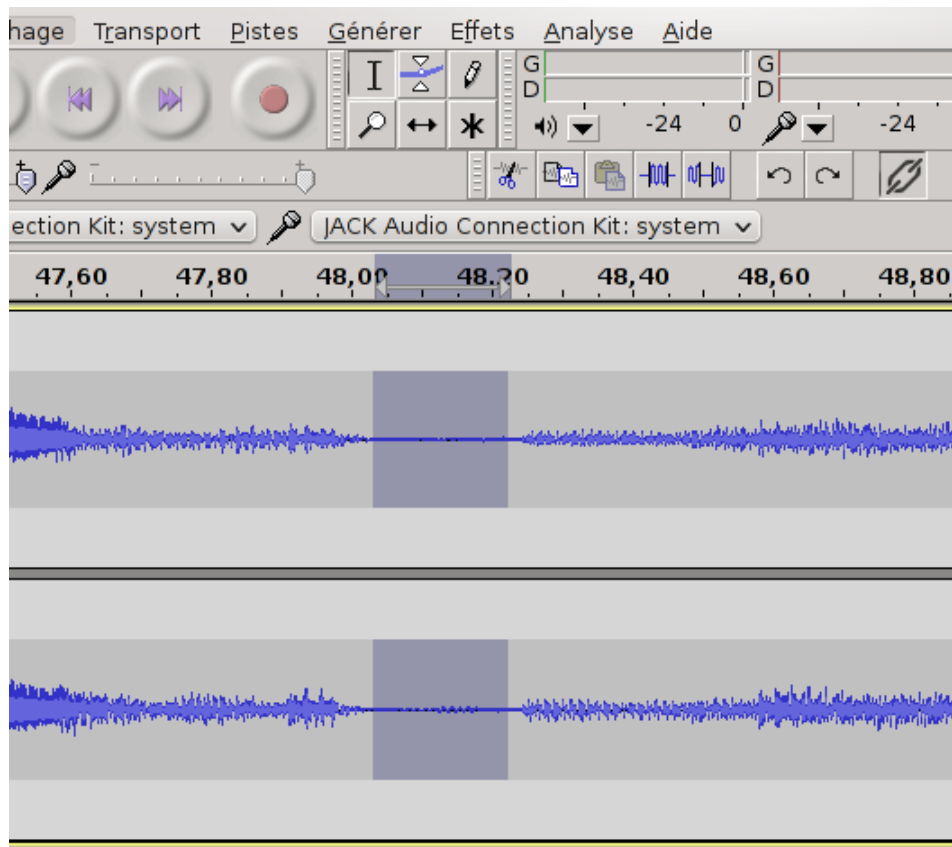 hage Transport Pistes Générer Effets Analyse Aide
G G
D D
-24 0 -24
ection Kit: system JACK Audio Connection Kit: system
47,60 47,80 48,00 48,20 48,40 48,60 48,80